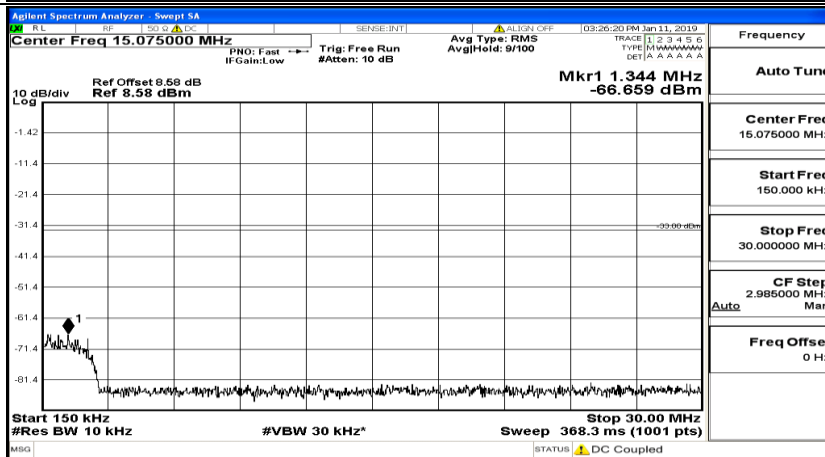 Agilent Spectrum Analyzer - Swept SA
LXI RL RF 50 Ω DC SENSE:INT ALIGN OFF 03:26:20 PM Jan 11, 2019
Center Freq 15.075000 MHz
PNO: Fast
IFGain:Low
Trig: Free Run
#Atten: 10 dB
Avg Type: RMS
Avg|Hold: 9/100
TRACE 1 2 3 4 5 6
TYPE M WWWWW
DET A A A A A A
Mkr1 1.344 MHz
-66.659 dBm
Ref Offset 8.58 dB
10 dB/div Ref 8.58 dBm
Log
-1.42
-11.4
-21.4
-31.4
-33.00 dBm
-41.4
-51.4
-61.4
1
-71.4
-81.4
Start 150 kHz Stop 30.00 MHz
#Res BW 10 kHz #VBW 30 kHz* Sweep 368.3 ms (1001 pts)
MSG STATUS DC Coupled
Frequency
Auto Tune
Center Freq
15.075000 MHz
Start Freq
150.000 kHz
Stop Freq
30.000000 MHz
CF Step
2.985000 MHz
Auto Man
Freq Offset
0 Hz